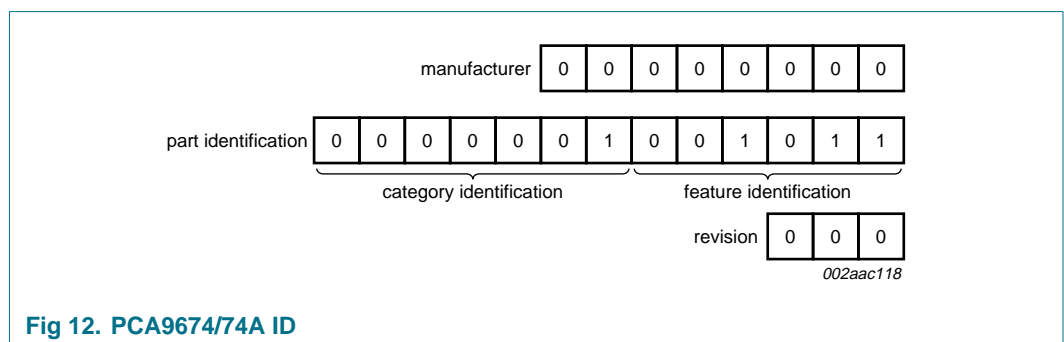 manufacturer 0 0 0 0 0 0 0 0
part identification 0 0 0 0 0 0 1 0 0 1 0 1 1
category identification feature identification
revision 0 0 0
002aac118
Fig 12. PCA9674/74A ID